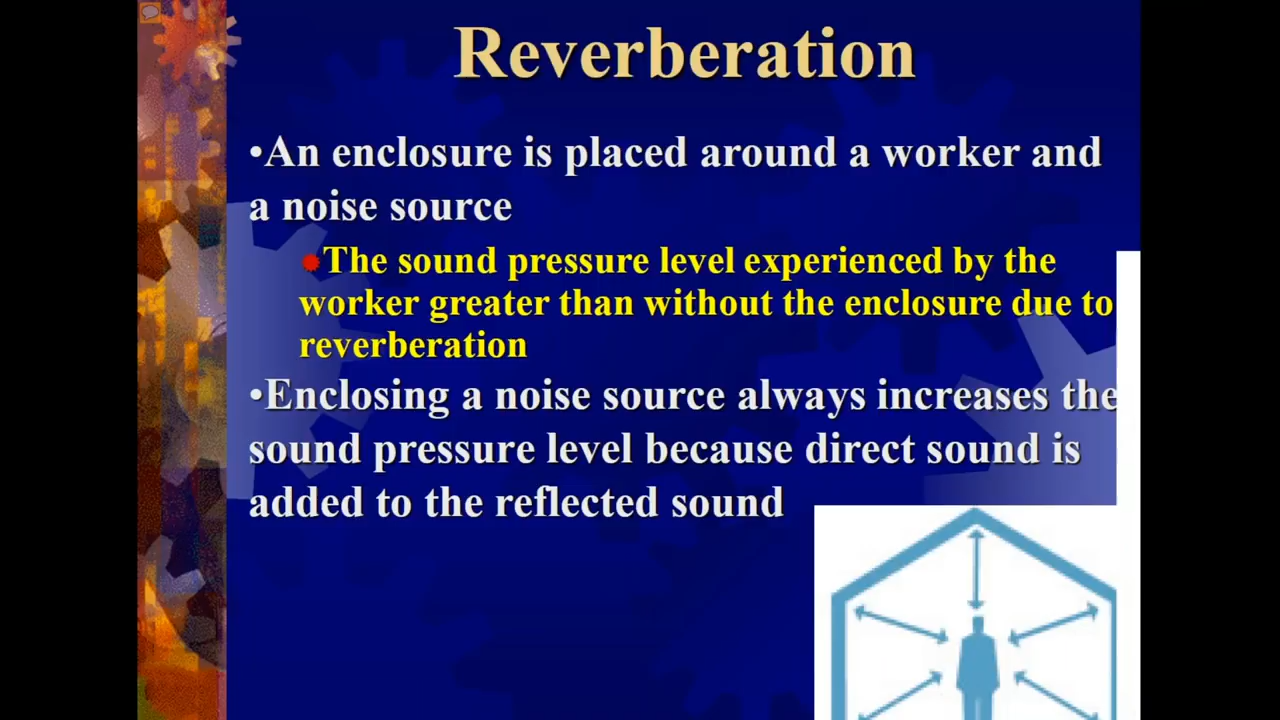 Reverberation
•An enclosure is placed around a worker and
a noise source
The sound pressure level experienced by the
worker greater than without the enclosure due to
reverberation
•Enclosing a noise source always increases the
sound pressure level because direct sound is
added to the reflected sound